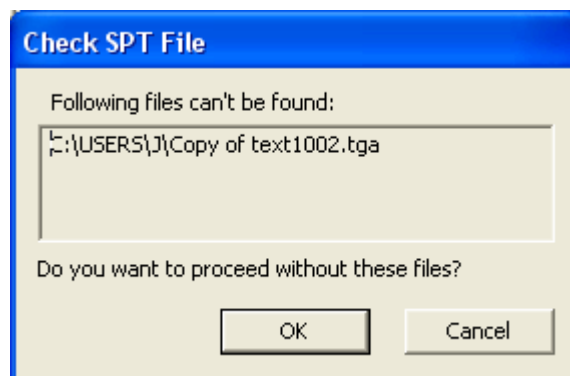 Check SPT File
Following files can't be found:
C:\USERS\J\Copy of text1002.tga
Do you want to proceed without these files?
OK
Cancel